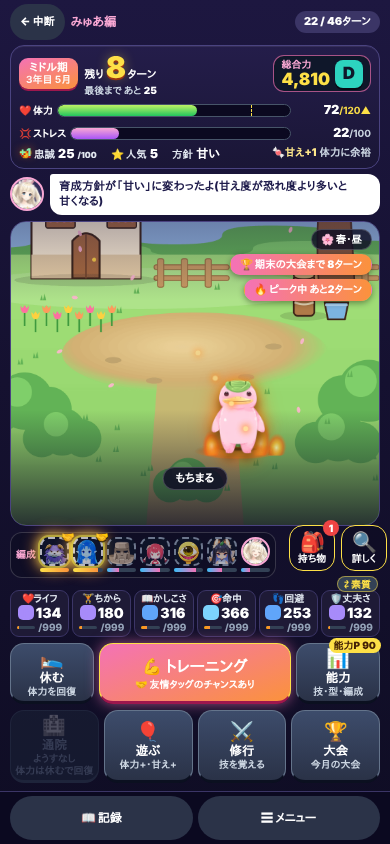 ← 中断
みゅあ編
22 / 46ターン
ミドル期
3年目 5月
残り8ターン
最後まであと25
総合力
4,810 D
体力
72/120▲
ストレス
22/100
忠誠 25 /100
人気 5
方針 甘い
甘え+1 体力に余裕
育成方針が「甘い」に変わったよ(甘え度が恐れ度より多いと
甘くなる)
春・昼
期末の大会まで 8ターン
ピーク中 あと2ターン
もちまる
編成
1
持ち物
詳しく
素質
ライフ
134
/999
ちから
180
/999
かしこさ
316
/999
命中
366
/999
回避
253
/999
丈夫さ
132
/999
休む
体力を回復
トレーニング
友情タッグのチャンスあり
能力P 90
能力
技・型・編成
通院
ようすなし
体力は休むで回復
遊ぶ
体力+・甘え+
修行
技を覚える
大会
今月の大会
記録
☰ メニュー